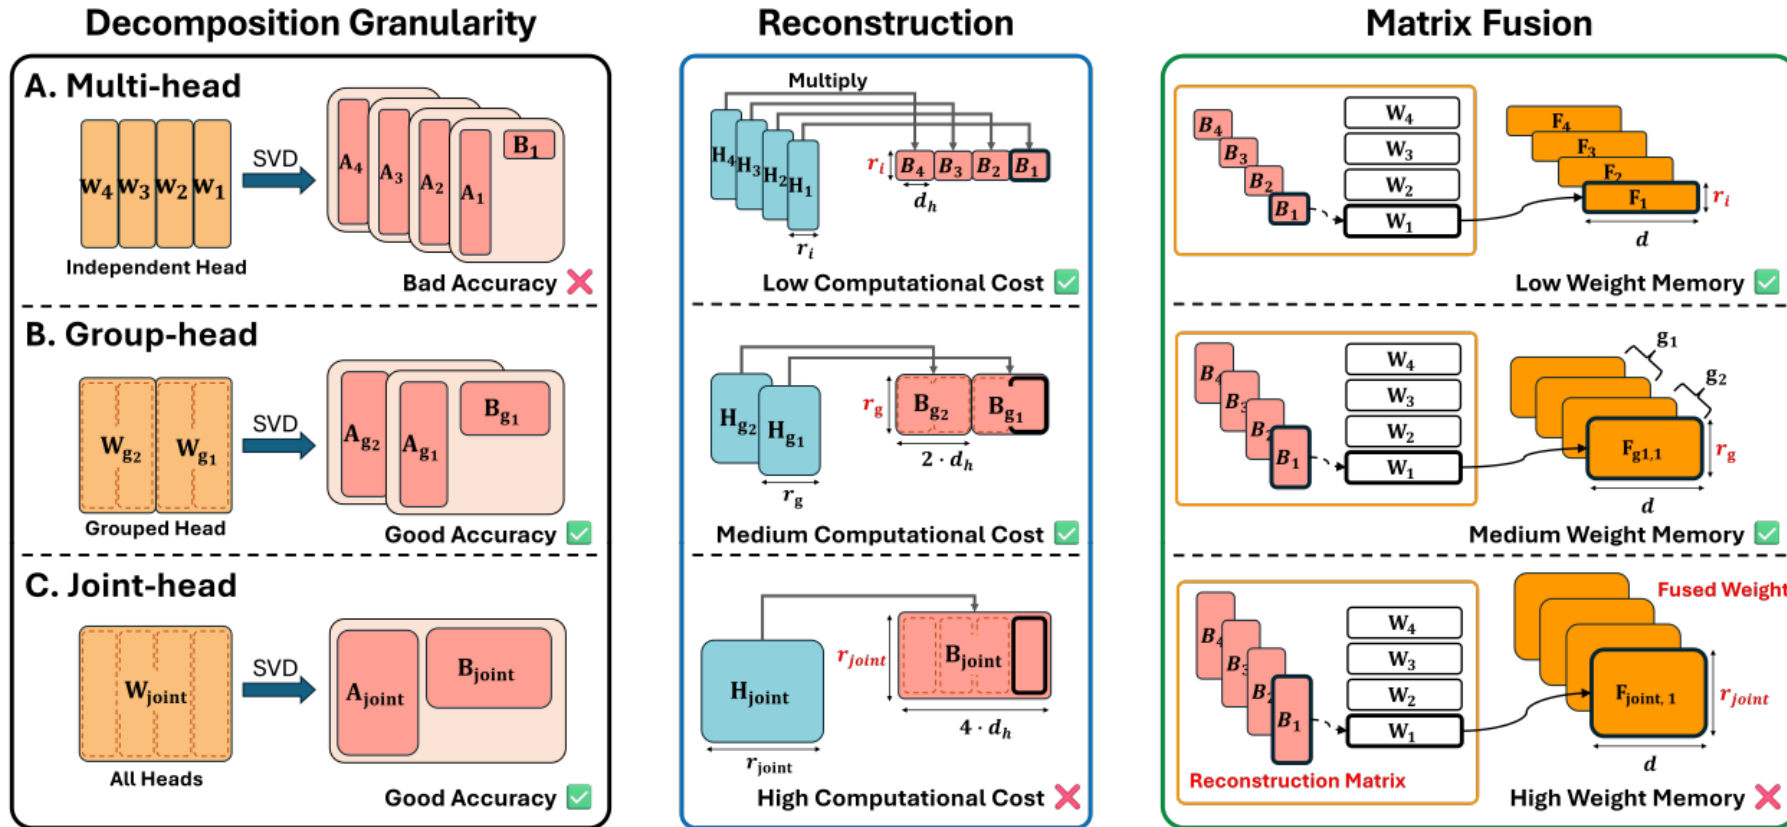 Decomposition Granularity
Reconstruction
Matrix Fusion
A. Multi-head
W4 W3 W2 W1
Independent Head
SVD
A4 A3 A2 A1 B1
Bad Accuracy
Multiply
H4 H3 H2 H1
ri
ri
B4 B3 B2 B1
dh
Low Computational Cost
B4
B3
B2
B1
W4
W3
W2
W1
F4
F3
F2
F1
ri
d
Low Weight Memory
B. Group-head
Wg2 Wg1
Grouped Head
SVD
Ag2 Ag1 Bg1
Good Accuracy
Hg2 Hg1
rg
rg
Bg2 Bg1
2 · dh
Medium Computational Cost
B4
B3
B2
B1
W4
W3
W2
W1
g1
g2
Fg1,1
rg
d
Medium Weight Memory
C. Joint-head
Wjoint
All Heads
SVD
Ajoint Bjoint
Good Accuracy
Hjoint
rjoint
rjoint
Bjoint
4 · dh
High Computational Cost
B4
B3
B2
B1
Reconstruction Matrix
W4
W3
W2
W1
Fused Weight
Fjoint, 1
rjoint
d
High Weight Memory